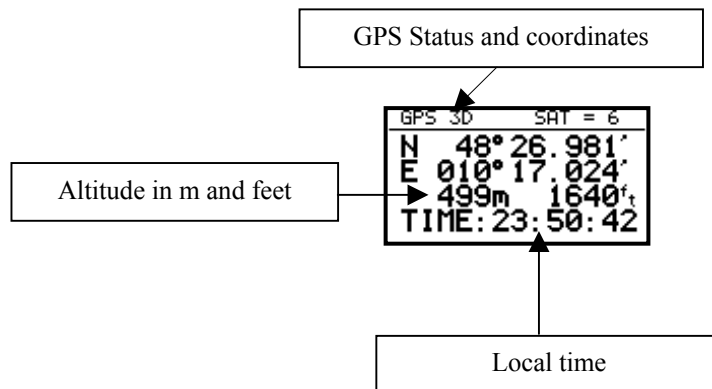 GPS Status and coordinates
GPS 3D SAT = 6
N 48°26.981'
E 010°17.024'
Altitude in m and feet
499m 1640ft
TIME:23:50:42
Local time